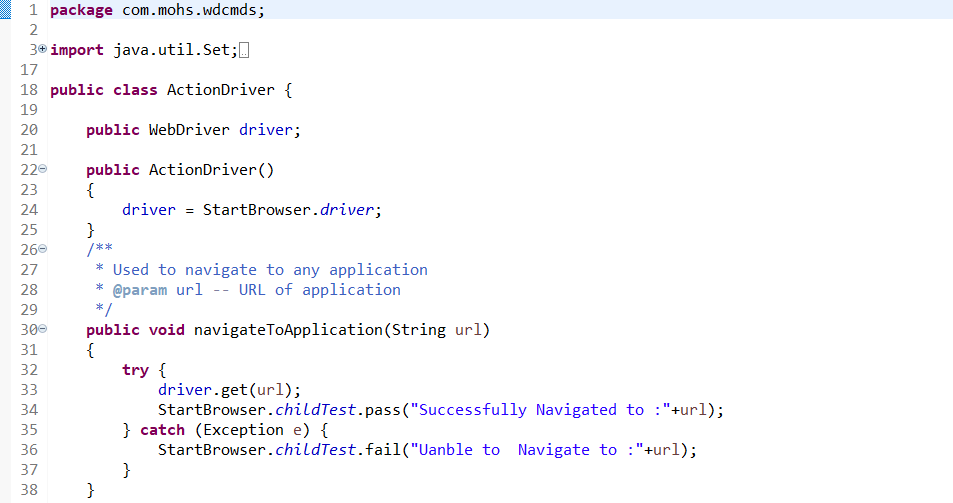 1 package com.mohs.wdcmds;
2
3 import java.util.Set;
17
18 public class ActionDriver {
19
20     public WebDriver driver;
21
22     public ActionDriver()
23     {
24         driver = StartBrowser.driver;
25     }
26     /**
27      * Used to navigate to any application
28      * @param url -- URL of application
29      */
30     public void navigateToApplication(String url)
31     {
32         try {
33             driver.get(url);
34             StartBrowser.childTest.pass("Successfully Navigated to :"+url);
35         } catch (Exception e) {
36             StartBrowser.childTest.fail("Uanble to  Navigate to :"+url);
37         }
38     }